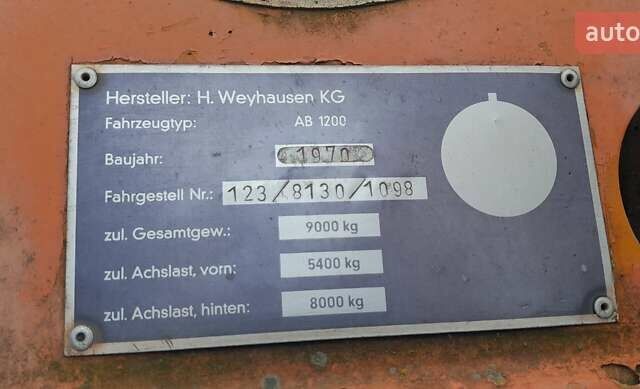 auto
Hersteller: H. Weyhausen KG
Fahrzeugtyp: AB 1200
Baujahr: 1970
Fahrgestell Nr.: 123/8130/1098
zul. Gesamtgew.: 9000 kg
zul. Achslast, vorn: 5400 kg
zul. Achslast, hinten: 8000 kg